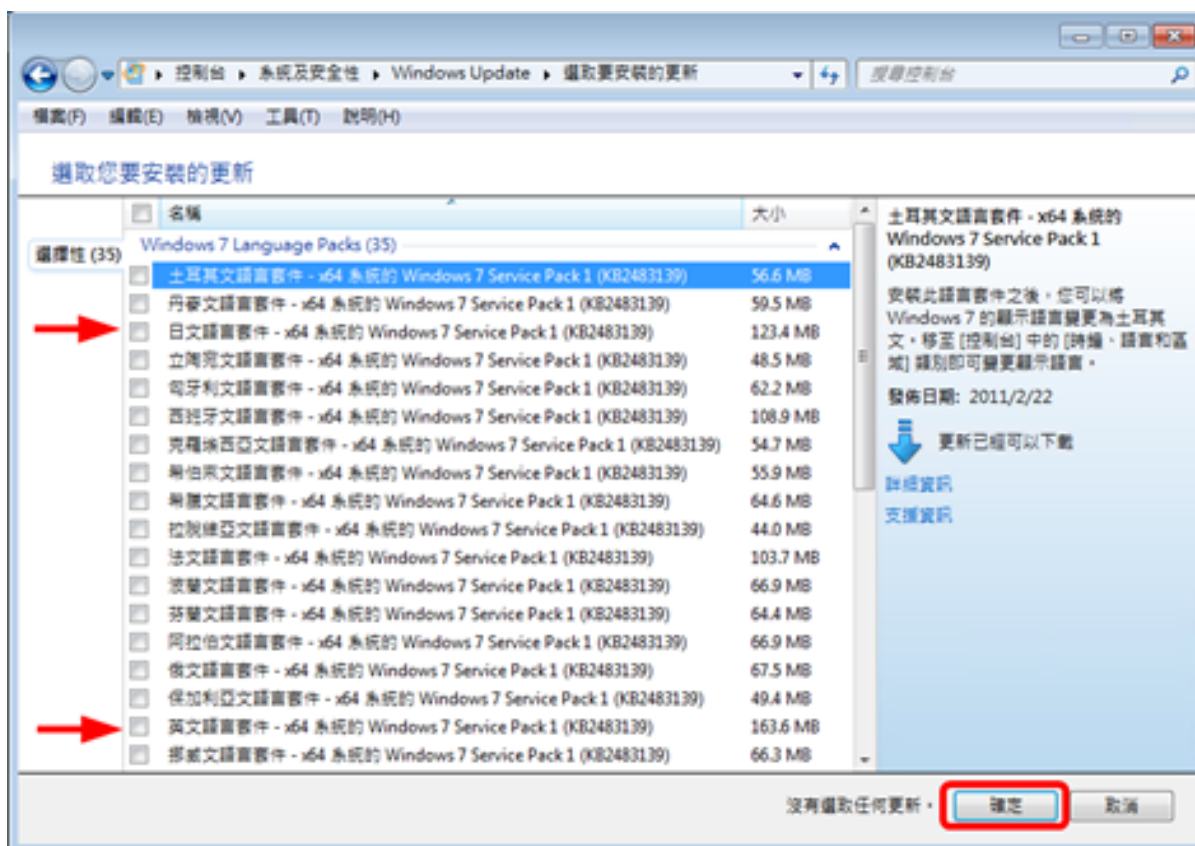 控制台 ▸ 系統及安全性 ▸ Windows Update ▸ 選取要安裝的更新
搜尋控制台
檔案(F) 編輯(E) 檢視(V) 工具(T) 說明(H)
選取您要安裝的更新
名稱 大小
選擇性 (35)
Windows 7 Language Packs (35)
土耳其文語言套件 - x64 系統的 Windows 7 Service Pack 1 (KB2483139) 56.6 MB
丹麥文語言套件 - x64 系統的 Windows 7 Service Pack 1 (KB2483139) 59.5 MB
日文語言套件 - x64 系統的 Windows 7 Service Pack 1 (KB2483139) 123.4 MB
立陶宛文語言套件 - x64 系統的 Windows 7 Service Pack 1 (KB2483139) 48.5 MB
匈牙利文語言套件 - x64 系統的 Windows 7 Service Pack 1 (KB2483139) 62.2 MB
西班牙文語言套件 - x64 系統的 Windows 7 Service Pack 1 (KB2483139) 108.9 MB
克羅埃西亞文語言套件 - x64 系統的 Windows 7 Service Pack 1 (KB2483139) 54.7 MB
希伯來文語言套件 - x64 系統的 Windows 7 Service Pack 1 (KB2483139) 55.9 MB
希臘文語言套件 - x64 系統的 Windows 7 Service Pack 1 (KB2483139) 64.6 MB
拉脫維亞文語言套件 - x64 系統的 Windows 7 Service Pack 1 (KB2483139) 44.0 MB
法文語言套件 - x64 系統的 Windows 7 Service Pack 1 (KB2483139) 103.7 MB
波蘭文語言套件 - x64 系統的 Windows 7 Service Pack 1 (KB2483139) 66.9 MB
芬蘭文語言套件 - x64 系統的 Windows 7 Service Pack 1 (KB2483139) 64.4 MB
阿拉伯文語言套件 - x64 系統的 Windows 7 Service Pack 1 (KB2483139) 66.9 MB
俄文語言套件 - x64 系統的 Windows 7 Service Pack 1 (KB2483139) 67.5 MB
保加利亞文語言套件 - x64 系統的 Windows 7 Service Pack 1 (KB2483139) 49.4 MB
英文語言套件 - x64 系統的 Windows 7 Service Pack 1 (KB2483139) 163.6 MB
挪威文語言套件 - x64 系統的 Windows 7 Service Pack 1 (KB2483139) 66.3 MB
土耳其文語言套件 - x64 系統的
Windows 7 Service Pack 1
(KB2483139)
安裝此語言套件之後，您可以將
Windows 7 的顯示語言變更為土耳其
文。移至 [控制台] 中的 [時鐘、語言和區
域] 類別即可變更顯示語言。
發佈日期: 2011/2/22
更新已經可以下載
詳細資訊
支援資訊
沒有選取任何更新。 確定 取消